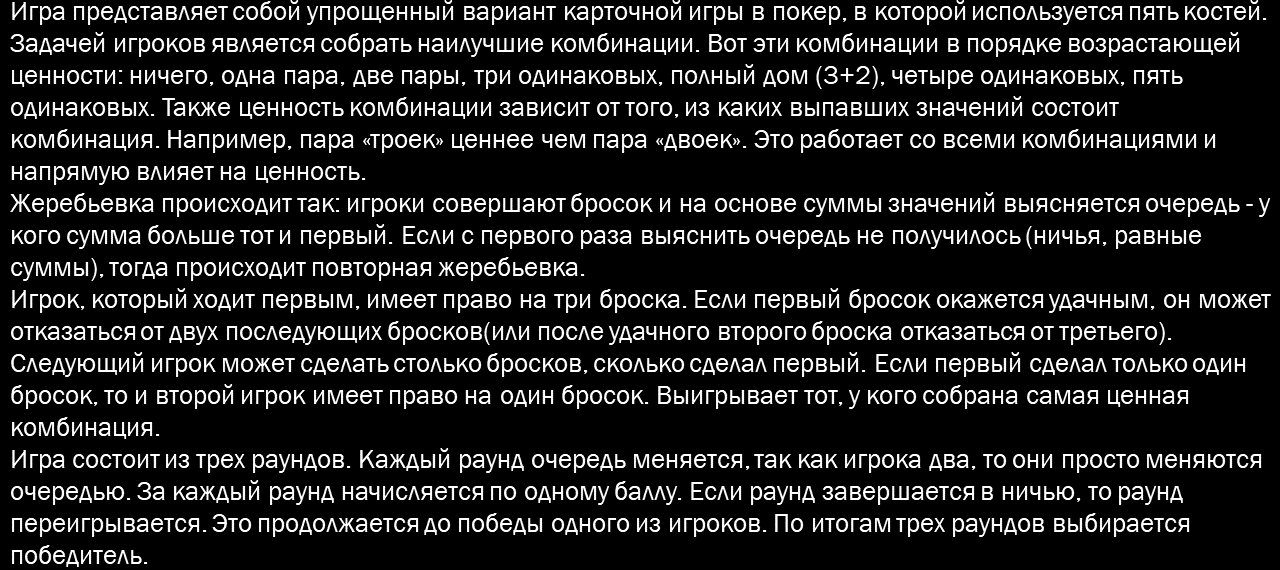 Игра представляет собой упрощенный вариант карточной игры в покер, в которой используется пять костей.
Задачей игроков является собрать наилучшие комбинации. Вот эти комбинации в порядке возрастающей
ценности: ничего, одна пара, две пары, три одинаковых, полный дом (3+2), четыре одинаковых, пять
одинаковых. Также ценность комбинации зависит от того, из каких выпавших значений состоит
комбинация. Например, пара «троек» ценнее чем пара «двоек». Это работает со всеми комбинациями и
напрямую влияет на ценность.
Жеребьевка происходит так: игроки совершают бросок и на основе суммы значений выясняется очередь - у
кого сумма больше тот и первый. Если с первого раза выяснить очередь не получилось (ничья, равные
суммы), тогда происходит повторная жеребьевка.
Игрок, который ходит первым, имеет право на три броска. Если первый бросок окажется удачным, он может
отказаться от двух последующих бросков(или после удачного второго броска отказаться от третьего).
Следующий игрок может сделать столько бросков, сколько сделал первый. Если первый сделал только один
бросок, то и второй игрок имеет право на один бросок. Выигрывает тот, у кого собрана самая ценная
комбинация.
Игра состоит из трех раундов. Каждый раунд очередь меняется, так как игрока два, то они просто меняются
очередью. За каждый раунд начисляется по одному баллу. Если раунд завершается в ничью, то раунд
переигрывается. Это продолжается до победы одного из игроков. По итогам трех раундов выбирается
победитель.